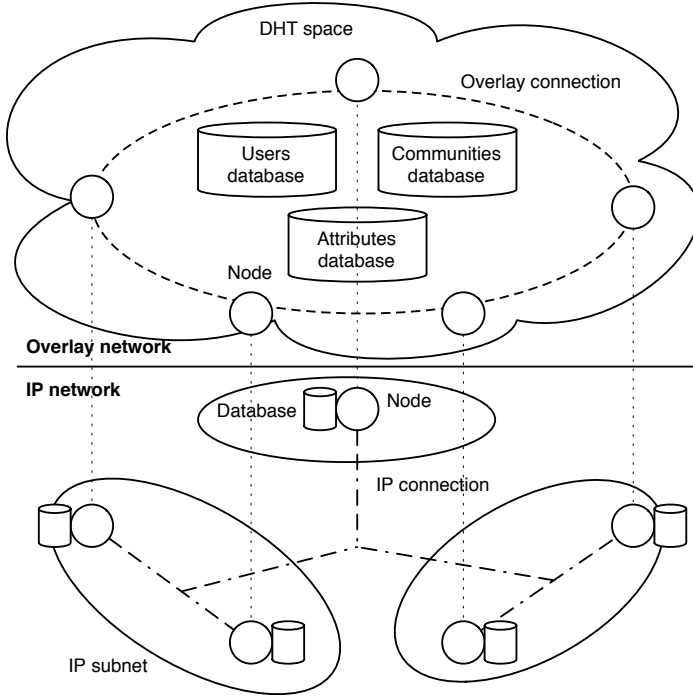 DHT space
Overlay connection
Users
database
Communities
database
Attributes
database
Node
Overlay network
IP network
Database
Node
IP connection
IP subnet